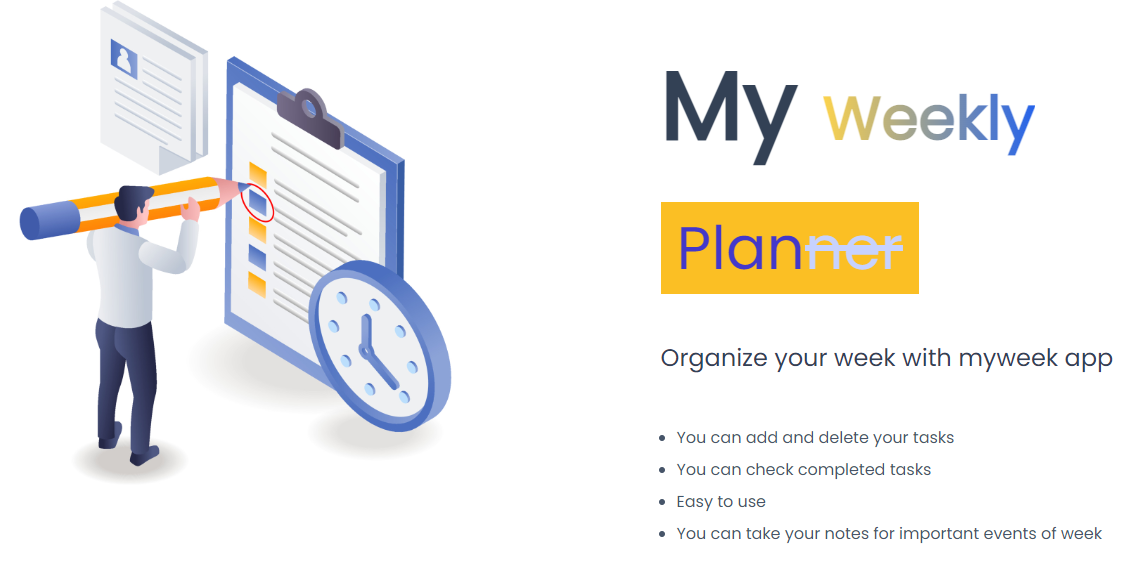 My Weekly
Planner
Organize your week with myweek app
You can add and delete your tasks
You can check completed tasks
Easy to use
You can take your notes for important events of week